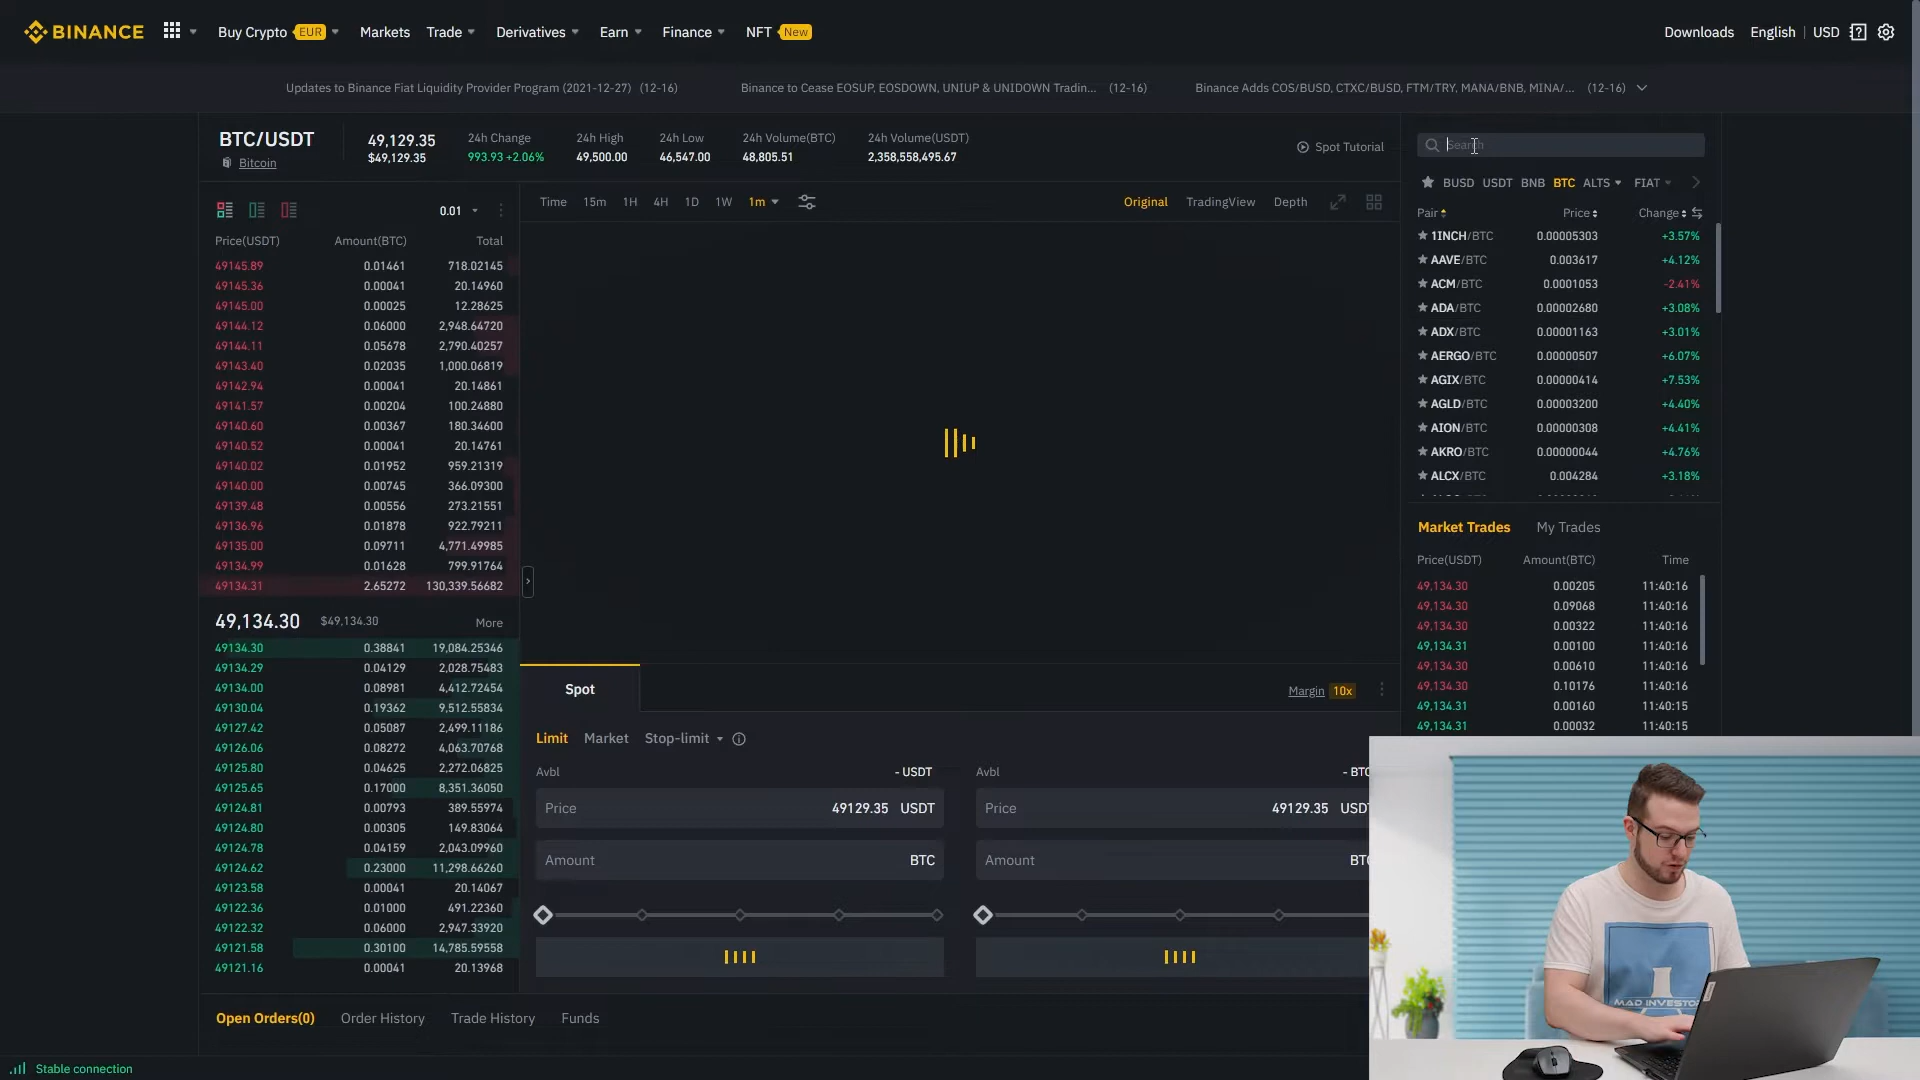 BINANCE
Buy Crypto EUR Markets Trade Derivatives Earn Finance NFT New
Downloads English | USD
Updates to Binance Fiat Liquidity Provider Program (2021-12-27) (12-16)
Binance to Cease EOSUP, EOSDOWN, UNIUP & UNIDOWN Tradin... (12-16)
Binance Adds COS/BUSD, CTXC/BUSD, FTM/TRY, MANA/BNB, MINA/... (12-16)
BTC/USDT
Bitcoin
49,129.35
$49,129.35
24h Change
993.93 +2.06%
24h High
49,500.00
24h Low
46,547.00
24h Volume(BTC)
48,805.51
24h Volume(USDT)
2,358,558,495.67
Spot Tutorial
0.01
Price(USDT) Amount(BTC) Total
49145.89 0.01461 718.02145
49145.36 0.00041 20.14960
49145.00 0.00025 12.28625
49144.12 0.06000 2,948.64720
49144.11 0.05678 2,790.40257
49143.40 0.02035 1,000.06819
49142.94 0.00041 20.14861
49141.57 0.00204 100.24880
49140.60 0.00367 180.34600
49140.52 0.00041 20.14761
49140.02 0.01952 959.21319
49140.00 0.00745 366.09300
49139.48 0.00556 273.21551
49136.96 0.01878 922.79211
49135.00 0.09711 4,771.49985
49134.99 0.01628 799.91764
49134.31 2.65272 130,339.56682
49,134.30 $49,134.30 More
49134.30 0.38841 19,084.25346
49134.29 0.04129 2,028.75483
49134.00 0.08981 4,412.72454
49130.04 0.19362 9,512.55834
49127.42 0.05087 2,499.11186
49126.06 0.08272 4,063.70768
49125.80 0.04625 2,272.06825
49125.65 0.17000 8,351.36050
49124.81 0.00793 389.55974
49124.80 0.00305 149.83064
49124.78 0.04159 2,043.09960
49124.62 0.23000 11,298.66260
49123.58 0.00041 20.14067
49122.36 0.01000 491.22360
49122.32 0.06000 2,947.33920
49121.58 0.30100 14,785.59558
49121.16 0.00041 20.13968
Time 15m 1H 4H 1D 1W 1m
Original TradingView Depth
Spot
Margin 10x
Limit Market Stop-limit
Avbl - USDT
Price 49129.35 USDT
Amount BTC
Avbl - BTC
Price 49129.35 USDT
Amount BTC
Search
BUSD USDT BNB BTC ALTS FIAT
Pair Price Change
1INCH/BTC 0.00005303 +3.57%
AAVE/BTC 0.003617 +4.12%
ACM/BTC 0.0001053 -2.41%
ADA/BTC 0.00002680 +3.08%
ADX/BTC 0.00001163 +3.01%
AERGO/BTC 0.00000507 +6.07%
AGIX/BTC 0.00000414 +7.53%
AGLD/BTC 0.00003200 +4.40%
AION/BTC 0.00000308 +4.41%
AKRO/BTC 0.00000044 +4.76%
ALCX/BTC 0.004284 +3.18%
Market Trades My Trades
Price(USDT) Amount(BTC) Time
49,134.30 0.00205 11:40:16
49,134.30 0.09068 11:40:16
49,134.30 0.00322 11:40:16
49,134.31 0.00100 11:40:16
49,134.30 0.00610 11:40:16
49,134.30 0.10176 11:40:16
49,134.31 0.00160 11:40:15
49,134.31 0.00032 11:40:15
MAD INVESTO
Open Orders(0) Order History Trade History Funds
Stable connection